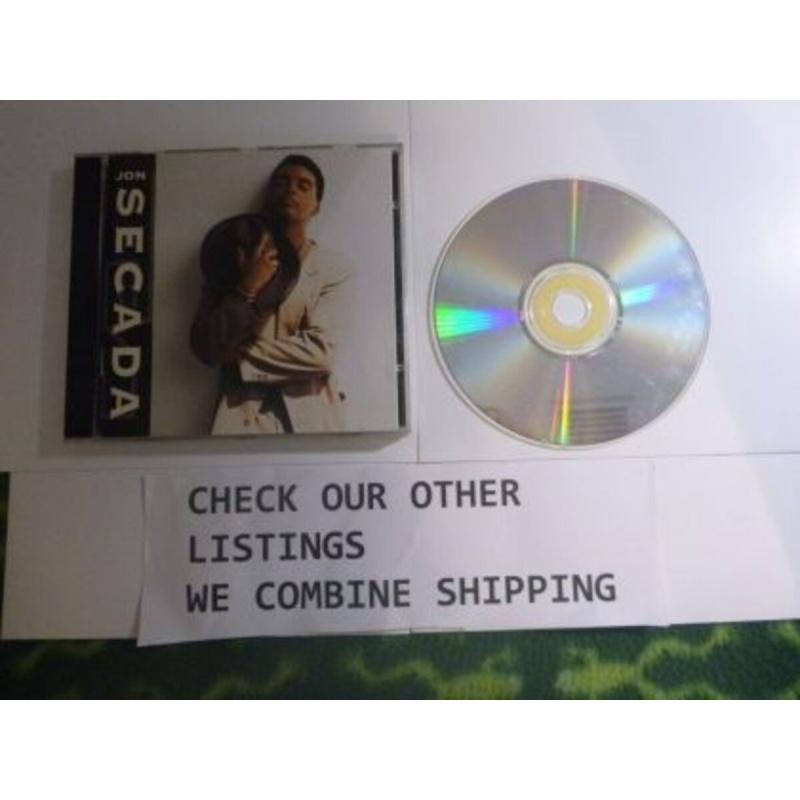 JON
SECADA
CHECK OUR OTHER
LISTINGS
WE COMBINE SHIPPING